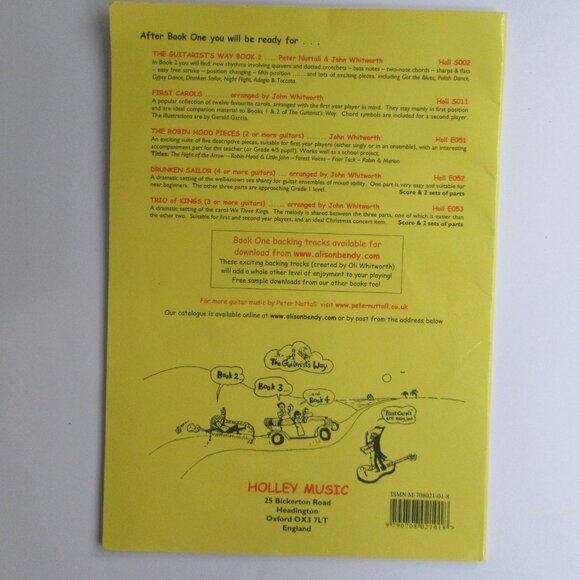 After Book One you will be ready for . . .
THE GUITARIST'S WAY BOOK 2 .... Peter Nuttall & John Whitworth Holl S002
In Book 2 you will find: new rhythms involving quavers and dotted crotchets – bass notes – two-note chords – sharps & flats
– easy free stroke – position changing – fifth position ...... and lots of exciting pieces, including Got the Blues, Polish Dance,
Gypsy Dance, Drunken Sailor, Night Flight, Adagio & Toccata.
FIRST CAROLS ....... arranged by John Whitworth Holl S011
A popular collection of twelve favourite carols, arranged with the first year player in mind. They stay mainly in first position
and are ideal companion material to Books 1 & 2 of The Guitarist's Way. Chord symbols are included for a second player.
The illustrations are by Gerald Garcia.
THE ROBIN HOOD PIECES (2 or more guitars) ....... John Whitworth Holl E051
An exciting suite of five descriptive pieces, suitable for first year players (either singly or in an ensemble), with an interesting
accompaniment part for the teacher (or Grade 4/5 pupil!). Works well as a school project.
Titles: The Flight of the Arrow – Robin Hood & Little John – Forest Voices – Friar Tuck – Robin & Marian
DRUNKEN SAILOR (4 or more guitars) .... arranged by John Whitworth Holl E052
A dramatic setting of the well-known sea shanty for guitar ensembles of mixed ability. One part is very easy and suitable for
near beginners. The other three parts are approaching Grade 1 level. Score & 2 sets of parts
TRIO of KINGS (3 or more guitars) ...... arranged by John Whitworth Holl E053
A dramatic setting of the carol We Three Kings. The melody is shared between the three parts, one of which is easier than
the other two. Suitable for first and second year players, and an ideal Christmas concert item. Score & 2 sets of parts
Book One backing tracks available for
download from www.alisonbendy.com
These exciting backing tracks (created by Oli Whitworth)
will add a whole other level of enjoyment to your playing!
Free sample downloads from our other books too!
For more guitar music by Peter Nuttall: visit www.peternuttall.co.uk
Our catalogue is available online at www.alisonbendy.com or by post from the address below
The Guitarist's Way
Book 2..
Book 3...
and
Book 4
HOLLEY MUSIC
25 Bickerton Road
Headington
Oxford OX3 7LT
England
ISMN M-708021-01-8
9790708021018